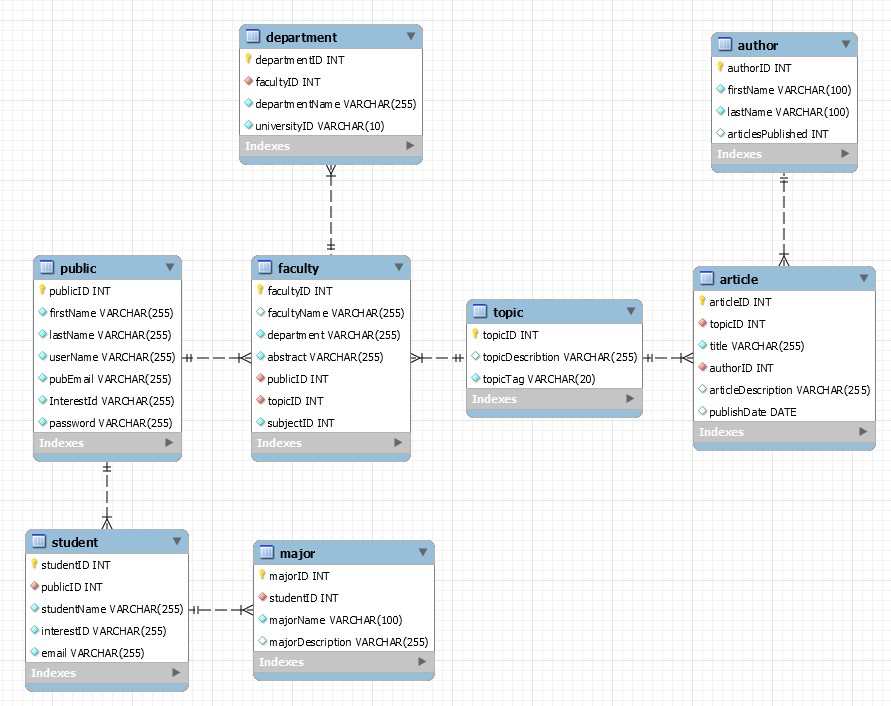 department
departmentID INT
facultyID INT
departmentName VARCHAR(255)
universityID VARCHAR(10)
Indexes
author
authorID INT
firstName VARCHAR(100)
lastName VARCHAR(100)
articlesPublished INT
Indexes
public
publicID INT
firstName VARCHAR(255)
lastName VARCHAR(255)
userName VARCHAR(255)
pubEmail VARCHAR(255)
InterestId VARCHAR(255)
password VARCHAR(255)
Indexes
faculty
facultyID INT
facultyName VARCHAR(255)
department VARCHAR(255)
abstract VARCHAR(255)
publicID INT
topicID INT
subjectID INT
Indexes
topic
topicID INT
topicDescribtion VARCHAR(255)
topicTag VARCHAR(20)
Indexes
article
articleID INT
topicID INT
title VARCHAR(255)
authorID INT
articleDescription VARCHAR(255)
publishDate DATE
Indexes
student
studentID INT
publicID INT
studentName VARCHAR(255)
interestID VARCHAR(255)
email VARCHAR(255)
Indexes
major
majorID INT
studentID INT
majorName VARCHAR(100)
majorDescription VARCHAR(255)
Indexes